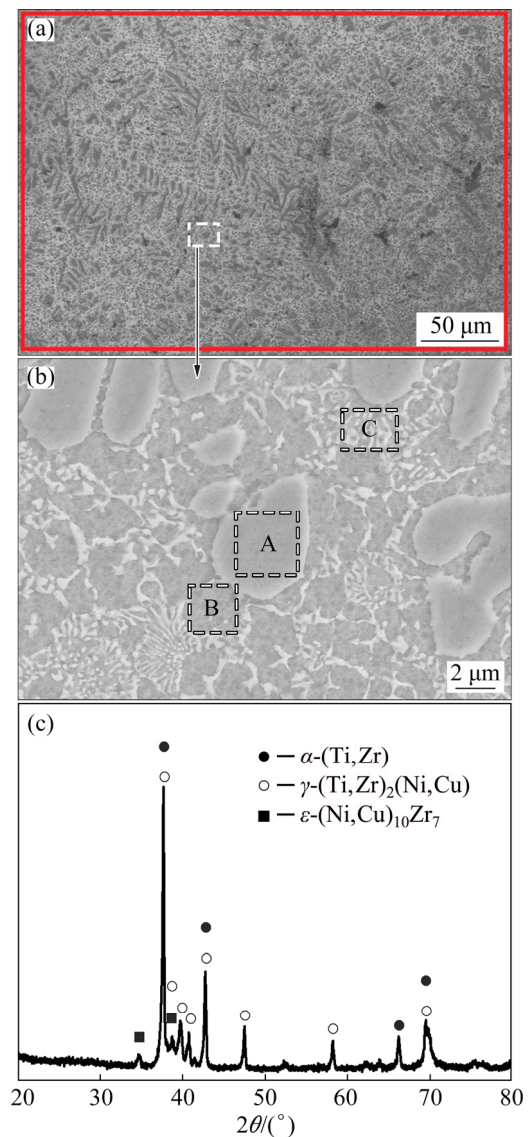 (a)
50 μm
(b)
C
A
B
2 μm
(c)
● — α-(Ti,Zr)
○ — γ-(Ti,Zr)₂(Ni,Cu)
■ — ε-(Ni,Cu)₁₀Zr₇
20 30 40 50 60 70 80
2θ/(°)